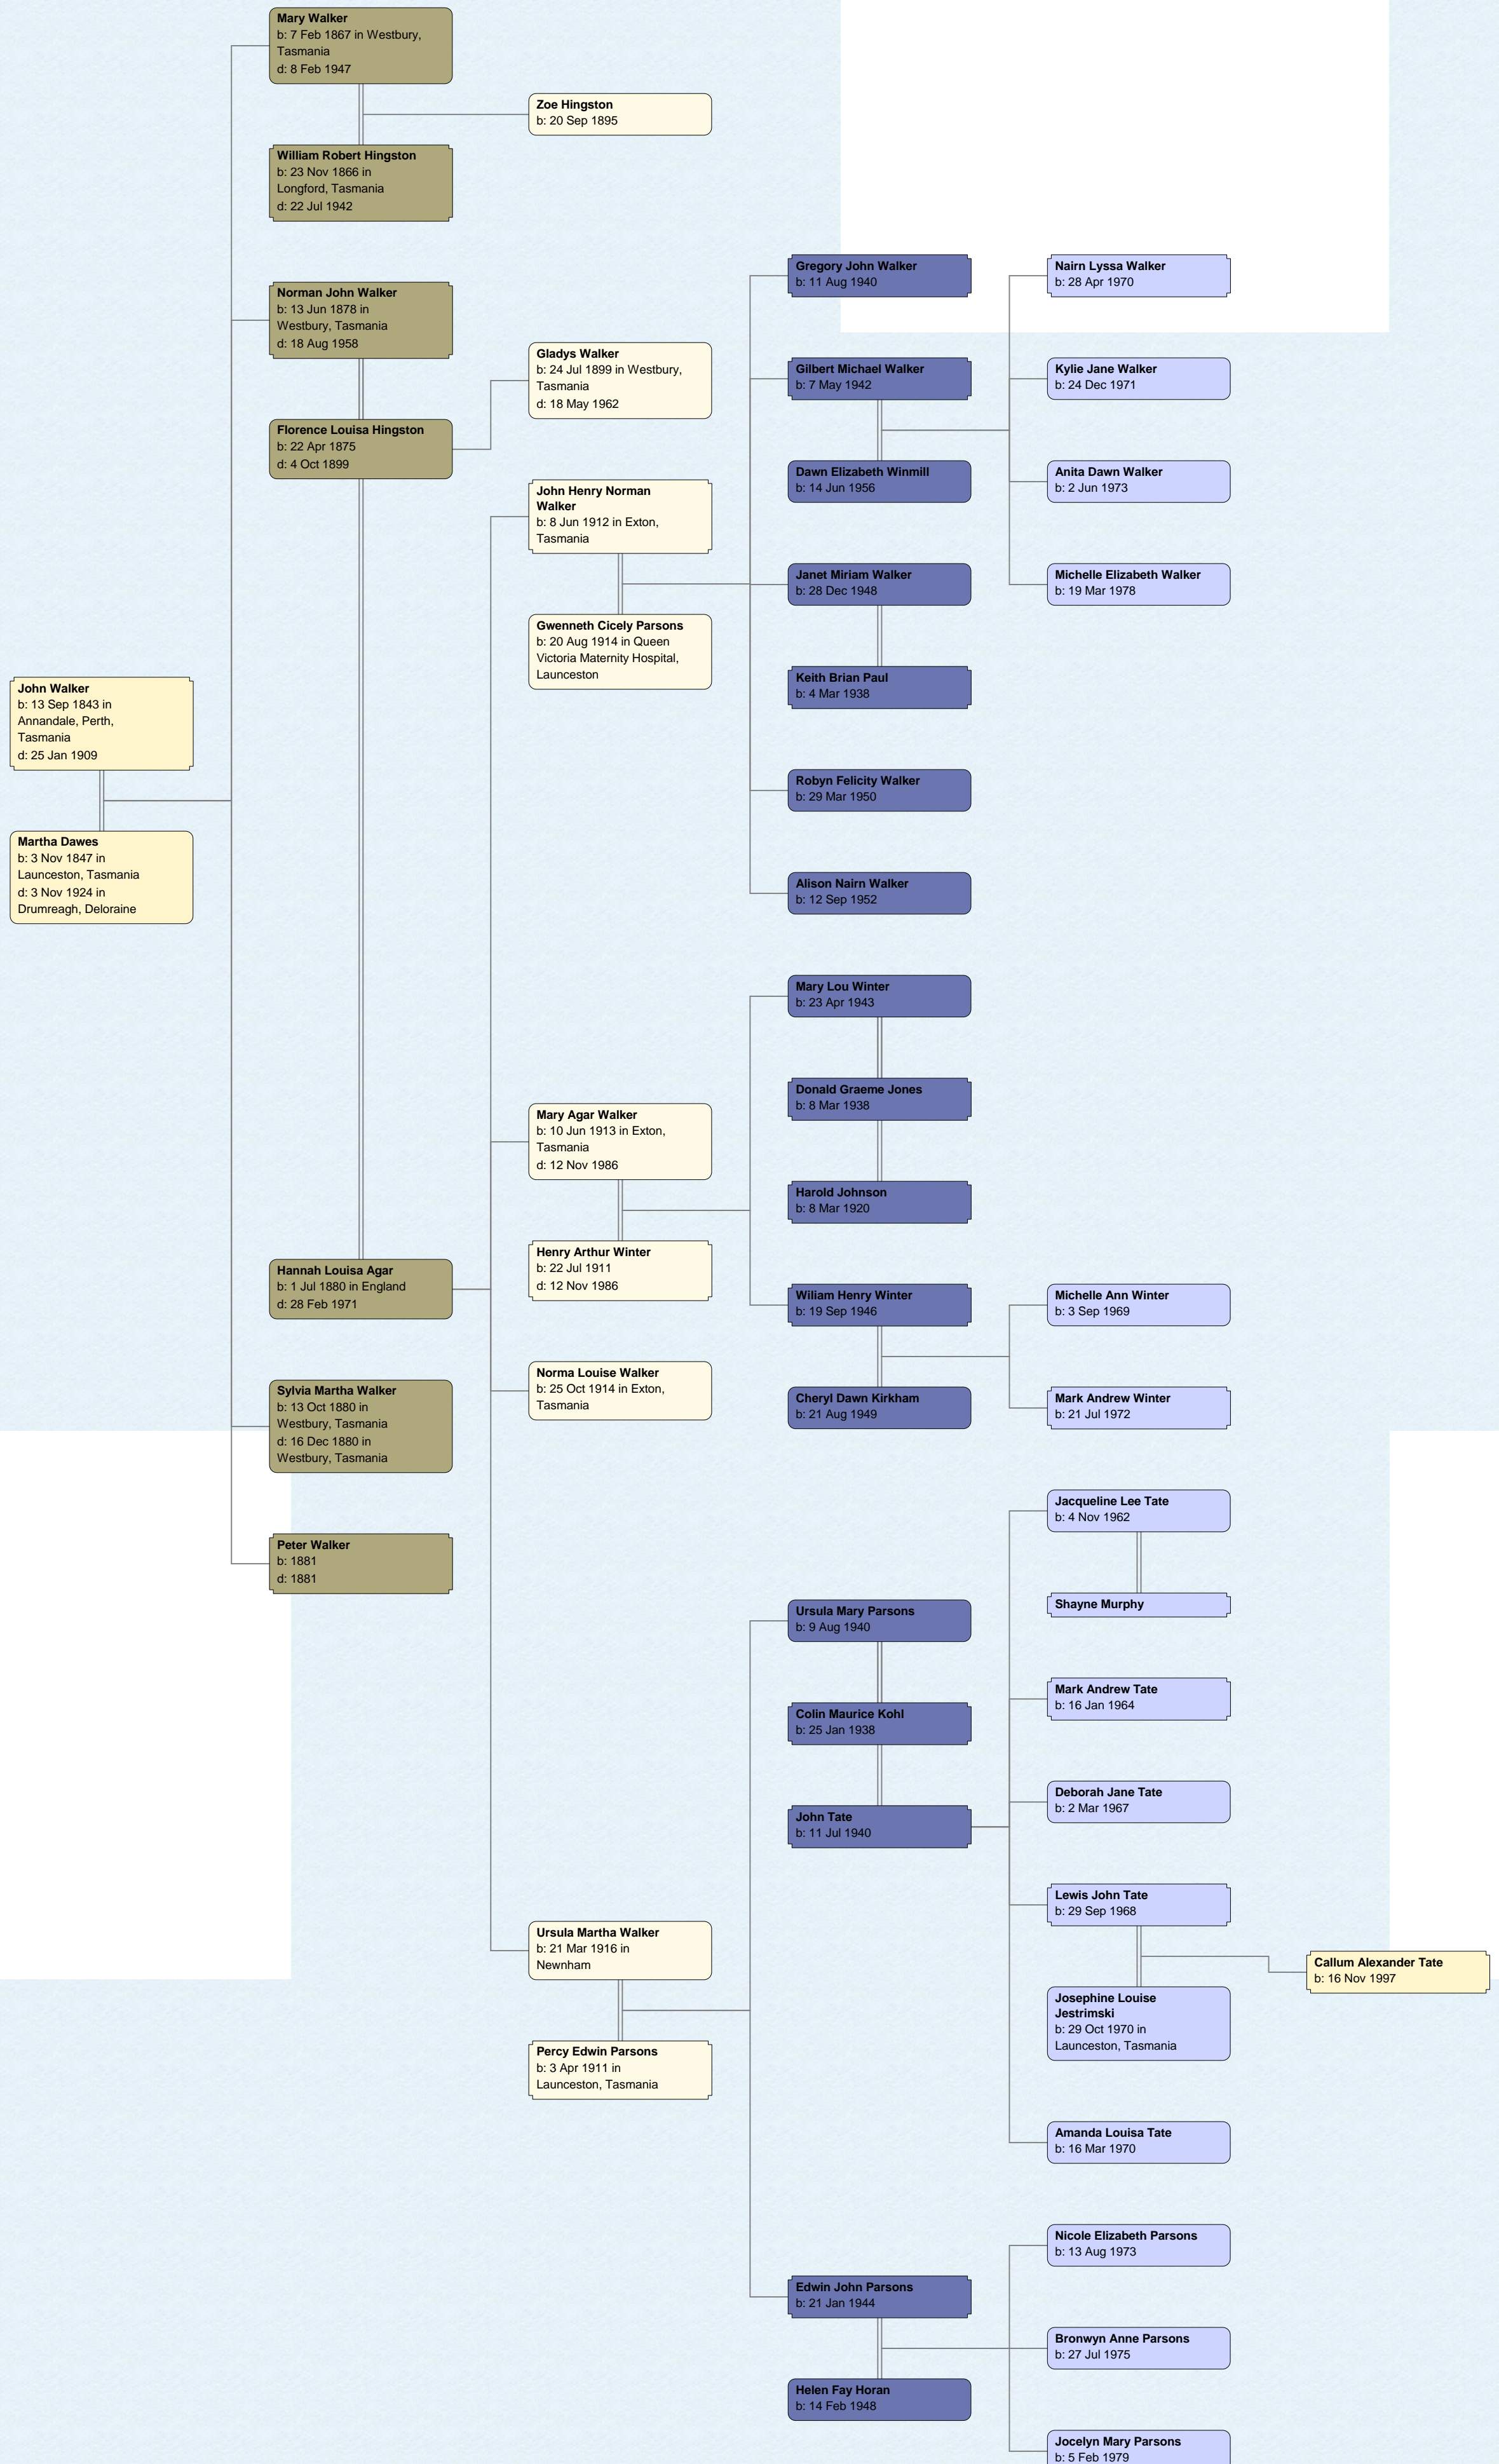 Mary Walker
b: 7 Feb 1867 in Westbury,
Tasmania
d: 8 Feb 1947
Zoe Hingston
b: 20 Sep 1895
William Robert Hingston
b: 23 Nov 1866 in
Longford, Tasmania
d: 22 Jul 1942
Norman John Walker
b: 13 Jun 1878 in
Westbury, Tasmania
d: 18 Aug 1958
Florence Louisa Hingston
b: 22 Apr 1875
d: 4 Oct 1899
Gladys Walker
b: 24 Jul 1899 in Westbury,
Tasmania
d: 18 May 1962
John Henry Norman
Walker
b: 8 Jun 1912 in Exton,
Tasmania
Gwenneth Cicely Parsons
b: 20 Aug 1914 in Queen
Victoria Maternity Hospital,
Launceston
Gregory John Walker
b: 11 Aug 1940
Gilbert Michael Walker
b: 7 May 1942
Dawn Elizabeth Winmill
b: 14 Jun 1956
Janet Miriam Walker
b: 28 Dec 1948
Keith Brian Paul
b: 4 Mar 1938
Robyn Felicity Walker
b: 29 Mar 1950
Alison Nairn Walker
b: 12 Sep 1952
Nairn Lyssa Walker
b: 28 Apr 1970
Kylie Jane Walker
b: 24 Dec 1971
Anita Dawn Walker
b: 2 Jun 1973
Michelle Elizabeth Walker
b: 19 Mar 1978
John Walker
b: 13 Sep 1843 in
Annandale, Perth,
Tasmania
d: 25 Jan 1909
Martha Dawes
b: 3 Nov 1847 in
Launceston, Tasmania
d: 3 Nov 1924 in
Drumreagh, Deloraine
Mary Agar Walker
b: 10 Jun 1913 in Exton,
Tasmania
d: 12 Nov 1986
Henry Arthur Winter
b: 22 Jul 1911
d: 12 Nov 1986
Mary Lou Winter
b: 23 Apr 1943
Donald Graeme Jones
b: 8 Mar 1938
Harold Johnson
b: 8 Mar 1920
Wiliam Henry Winter
b: 19 Sep 1946
Cheryl Dawn Kirkham
b: 21 Aug 1949
Michelle Ann Winter
b: 3 Sep 1969
Mark Andrew Winter
b: 21 Jul 1972
Hannah Louisa Agar
b: 1 Jul 1880 in England
d: 28 Feb 1971
Norma Louise Walker
b: 25 Oct 1914 in Exton,
Tasmania
Sylvia Martha Walker
b: 13 Oct 1880 in
Westbury, Tasmania
d: 16 Dec 1880 in
Westbury, Tasmania
Peter Walker
b: 1881
d: 1881
Ursula Martha Walker
b: 21 Mar 1916 in
Newnham
Percy Edwin Parsons
b: 3 Apr 1911 in
Launceston, Tasmania
Ursula Mary Parsons
b: 9 Aug 1940
Colin Maurice Kohl
b: 25 Jan 1938
John Tate
b: 11 Jul 1940
Jacqueline Lee Tate
b: 4 Nov 1962
Shayne Murphy
Mark Andrew Tate
b: 16 Jan 1964
Deborah Jane Tate
b: 2 Mar 1967
Lewis John Tate
b: 29 Sep 1968
Josephine Louise
Jestrimski
b: 29 Oct 1970 in
Launceston, Tasmania
Callum Alexander Tate
b: 16 Nov 1997
Amanda Louisa Tate
b: 16 Mar 1970
Edwin John Parsons
b: 21 Jan 1944
Helen Fay Horan
b: 14 Feb 1948
Nicole Elizabeth Parsons
b: 13 Aug 1973
Bronwyn Anne Parsons
b: 27 Jul 1975
Jocelyn Mary Parsons
b: 5 Feb 1979